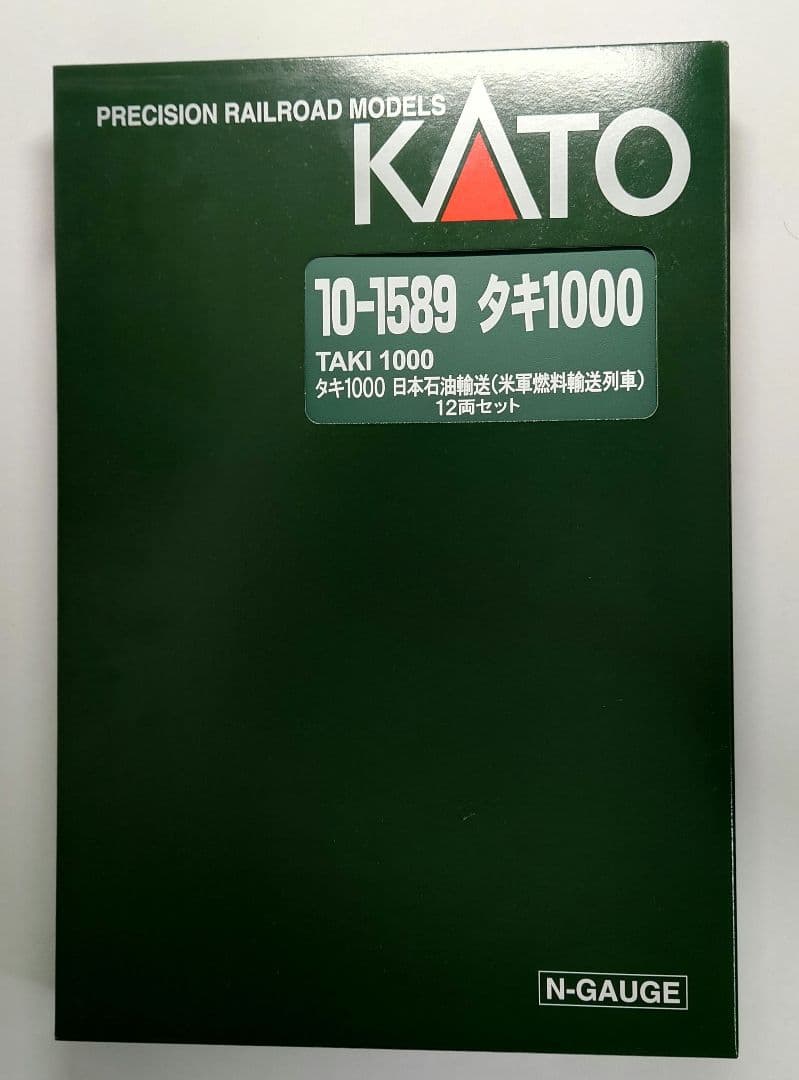 PRECISION RAILROAD MODELS
KATO
10-1589 タキ1000
TAKI 1000
タキ1000 日本石油輸送(米軍燃料輸送列車)
12両セット
N-GAUGE